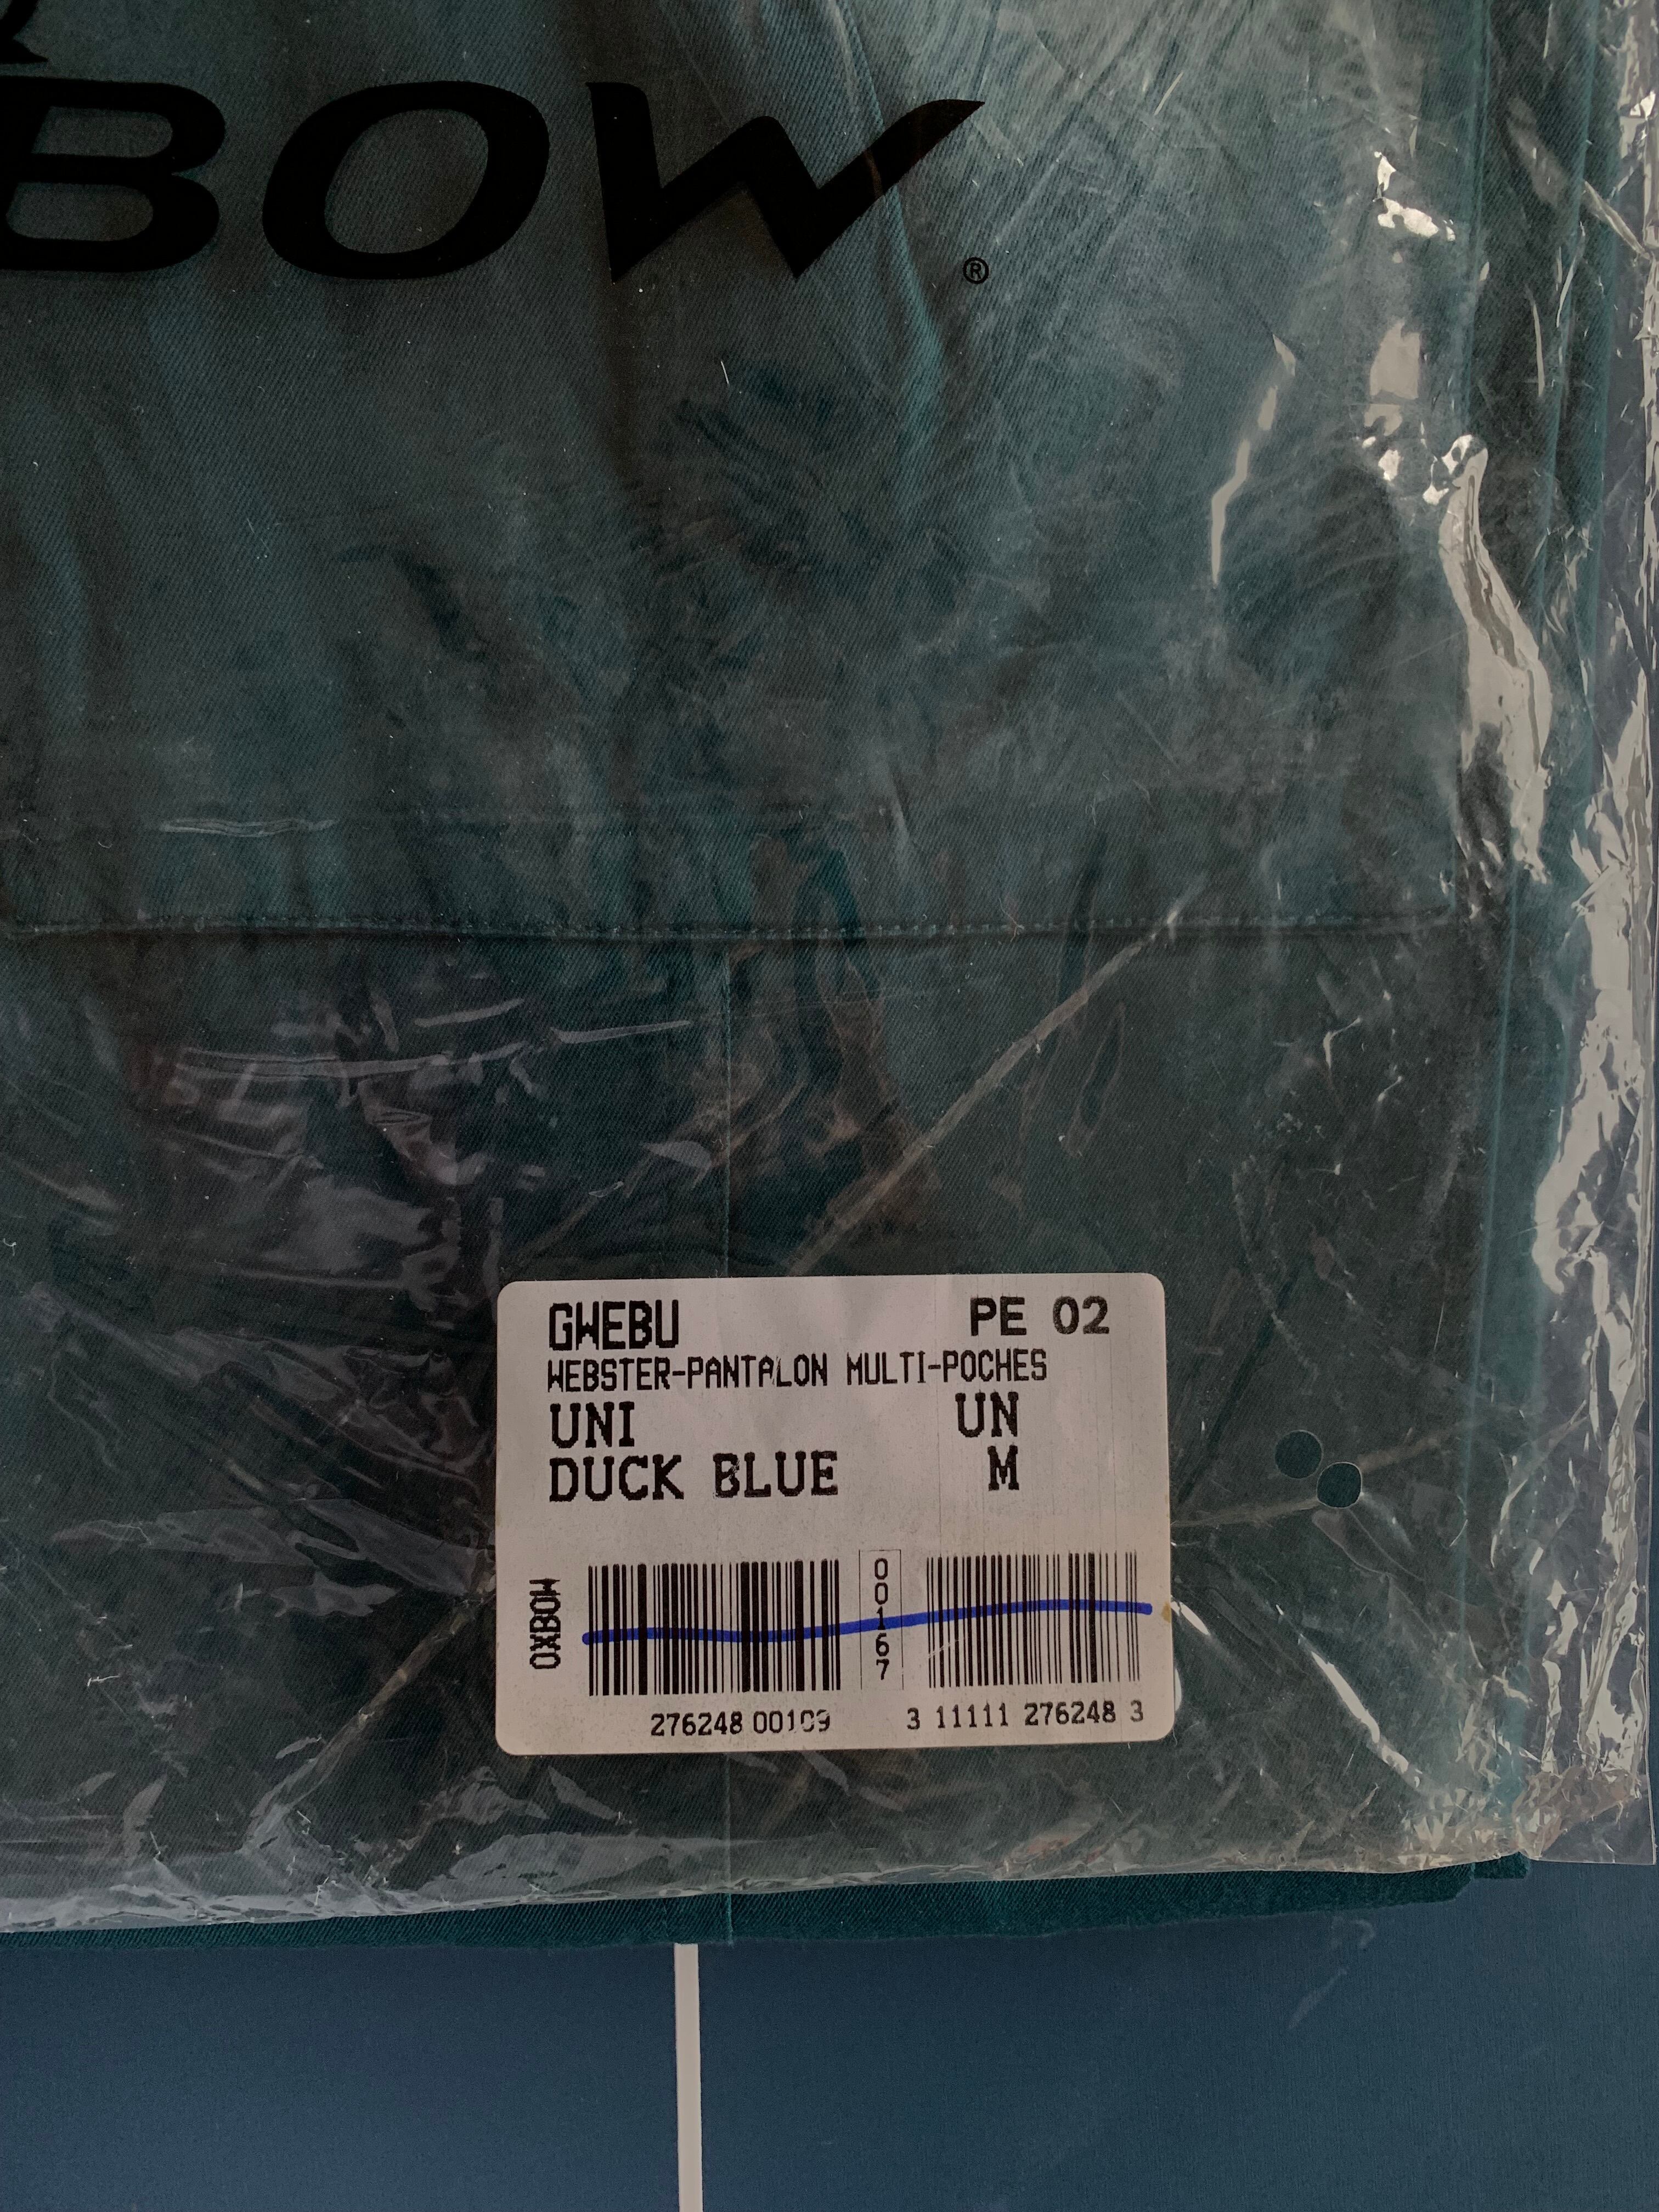 BOW®
GWEBU PE 02
WEBSTER-PANTALON MULTI-POCHES
UNI UN
DUCK BLUE M
OXBOW
00167
276248 00109 3 11111 276248 3